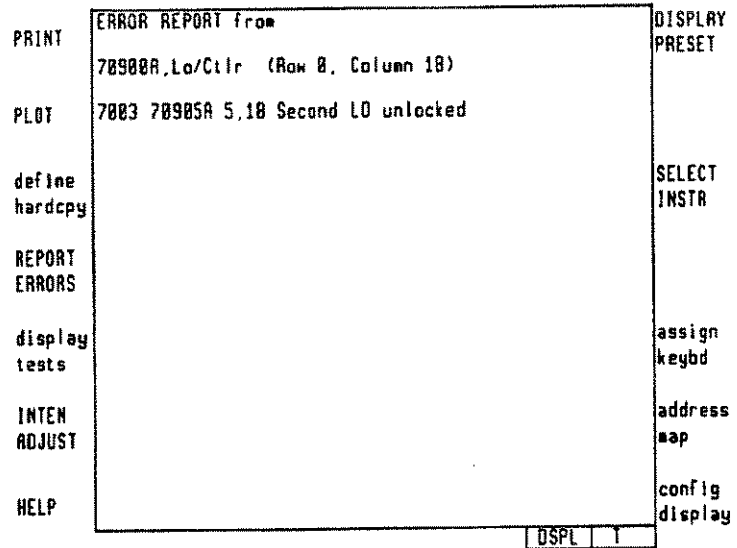 PRINT
PLOT
define
hardcpy
REPORT
ERRORS
display
tests
INTEN
ADJUST
HELP
ERROR REPORT from
70900A,Lo/Ctlr (Row 0, Column 18)
7003 70905A 5,18 Second LO unlocked
DISPLAY
PRESET
SELECT
INSTR
assign
keybd
address
map
config
display
DSPL T